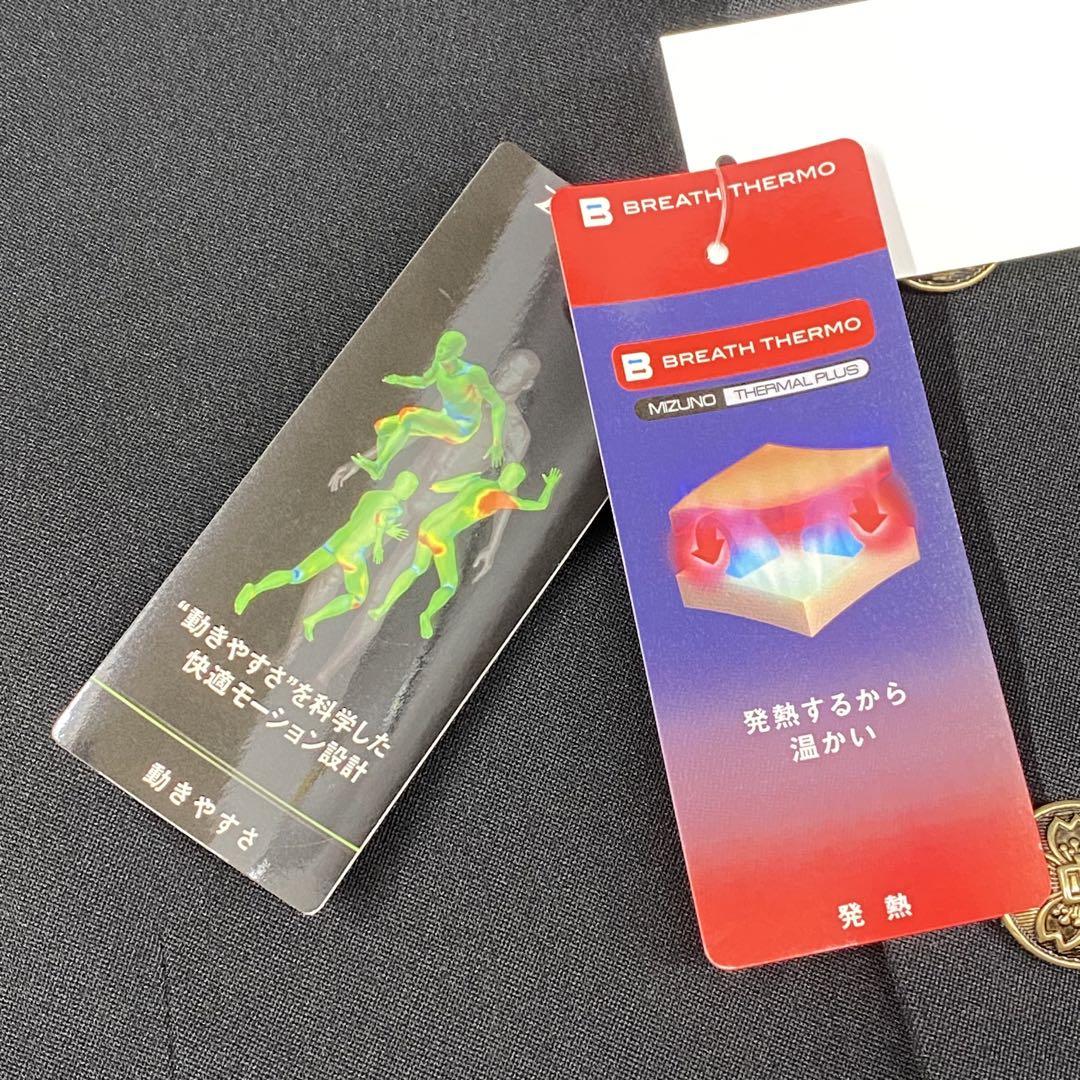 “動きやすさ”を科学した
快適モーション設計
動きやすさ
BREATH THERMO
BREATH THERMO
MIZUNO THERMAL PLUS
発熱するから
温かい
発熱